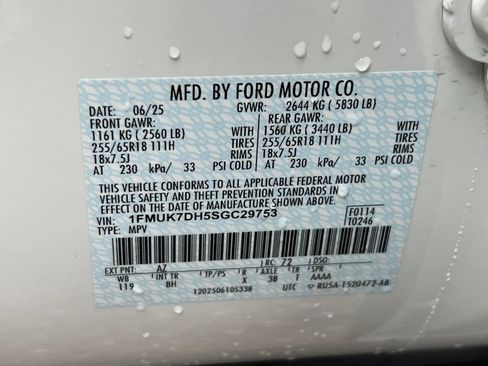 MFD. BY FORD MOTOR CO.
DATE: 06/25 GVWR: 2644 KG ( 5830 LB)
FRONT GAWR: REAR GAWR:
1161 KG ( 2560 LB) WITH 1560 KG ( 3440 LB) WITH
255/65R18 111H TIRES 255/65R18 111H TIRES
18x7.5J RIMS 18x7.5J RIMS
AT 230 kPa/ 33 PSI COLD AT 230 kPa/ 33 PSI COLD
THIS VEHICLE CONFORMS TO ALL APPLICABLE FEDERAL MOTOR
VEHICLE SAFETY AND THEFT PREVENTION STANDARDS IN
EFFECT ON THE DATE OF MANUFACTURE SHOWN ABOVE.
VIN: 1FMUK7DH5SGC29753 F0114
TYPE: MPV T0246
EXT PNT: AZ RC: 72 DSO:
WB INT TR TP/PS R AXLE TR SPR
119 8H X 3B T AAAA
1202506105338 UTC RU5A-1520472-AB